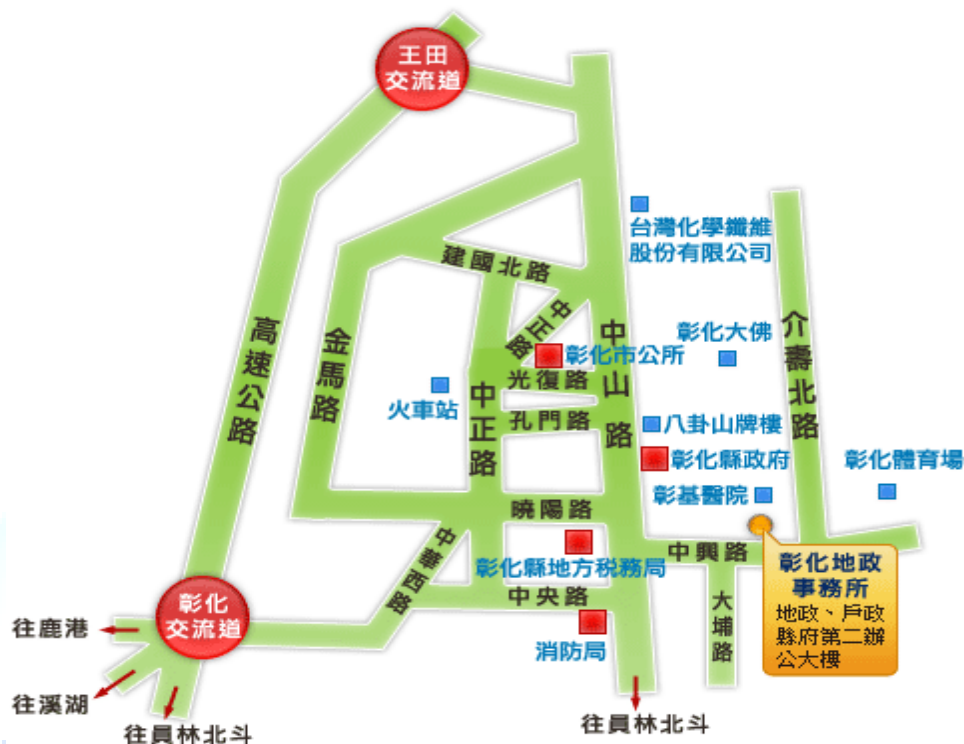 王田
交流道
台灣化學纖維
股份有限公司
建國北路
中正路
高速公路
金馬路
中山路
介壽北路
彰化大佛
彰化市公所
光復路
火車站
中正路
孔門路
八卦山牌樓
彰化縣政府
彰化體育場
彰基醫院
曉陽路
中華西路
彰化縣地方稅務局
中興路
彰化地政
事務所
地政、戶政
縣府第二辦
公大樓
彰化
交流道
中央路
大埔路
往鹿港
消防局
往溪湖
往員林北斗
往員林北斗